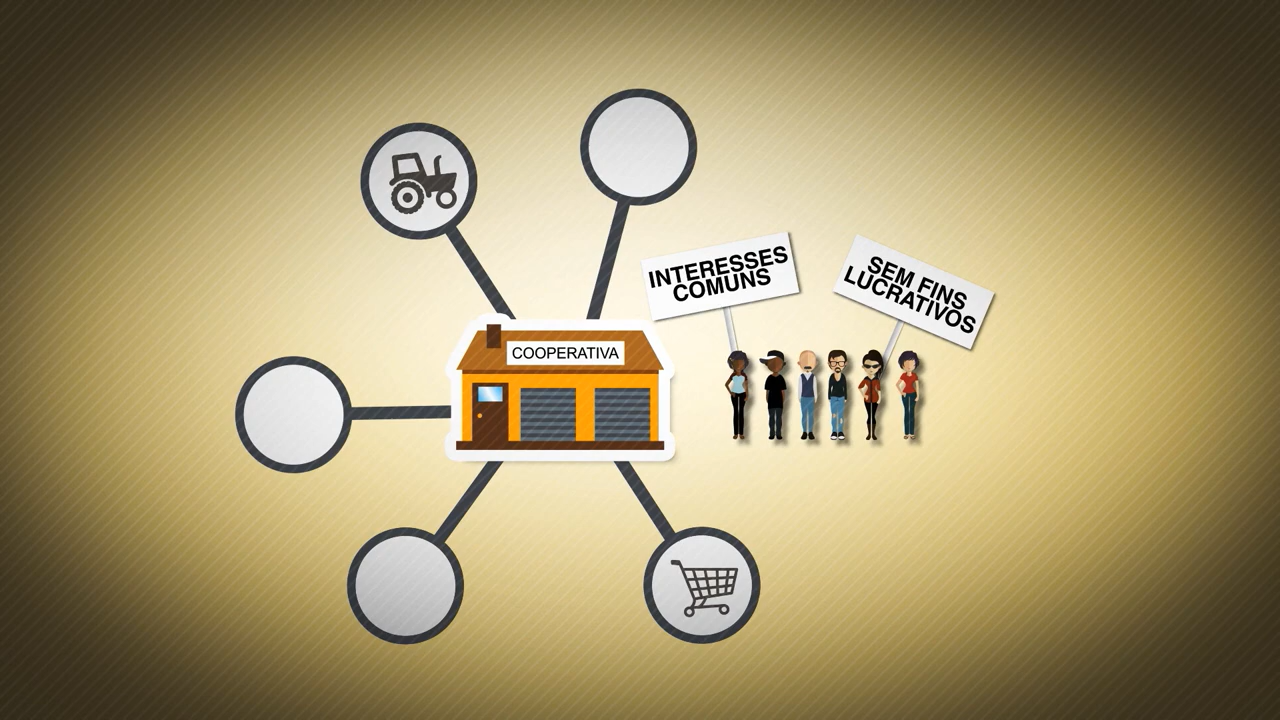 INTERESSES
COMUNS
SEM FINS
LUCRATIVOS
COOPERATIVA